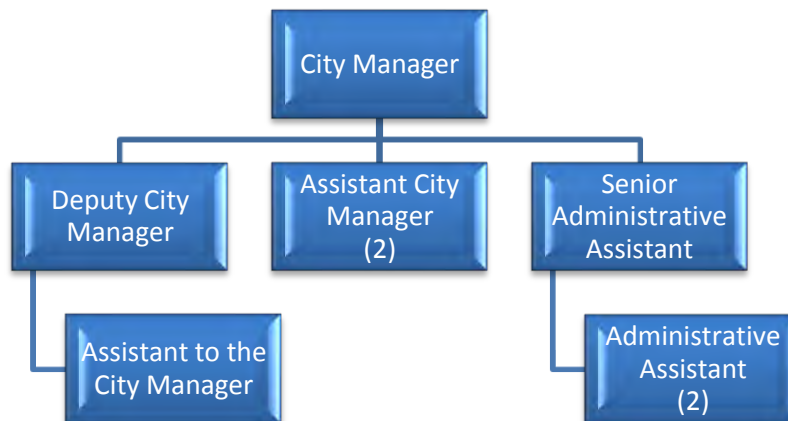 City Manager
Deputy City
Manager
Assistant City
Manager
(2)
Senior
Administrative
Assistant
Assistant to the
City Manager
Administrative
Assistant
(2)